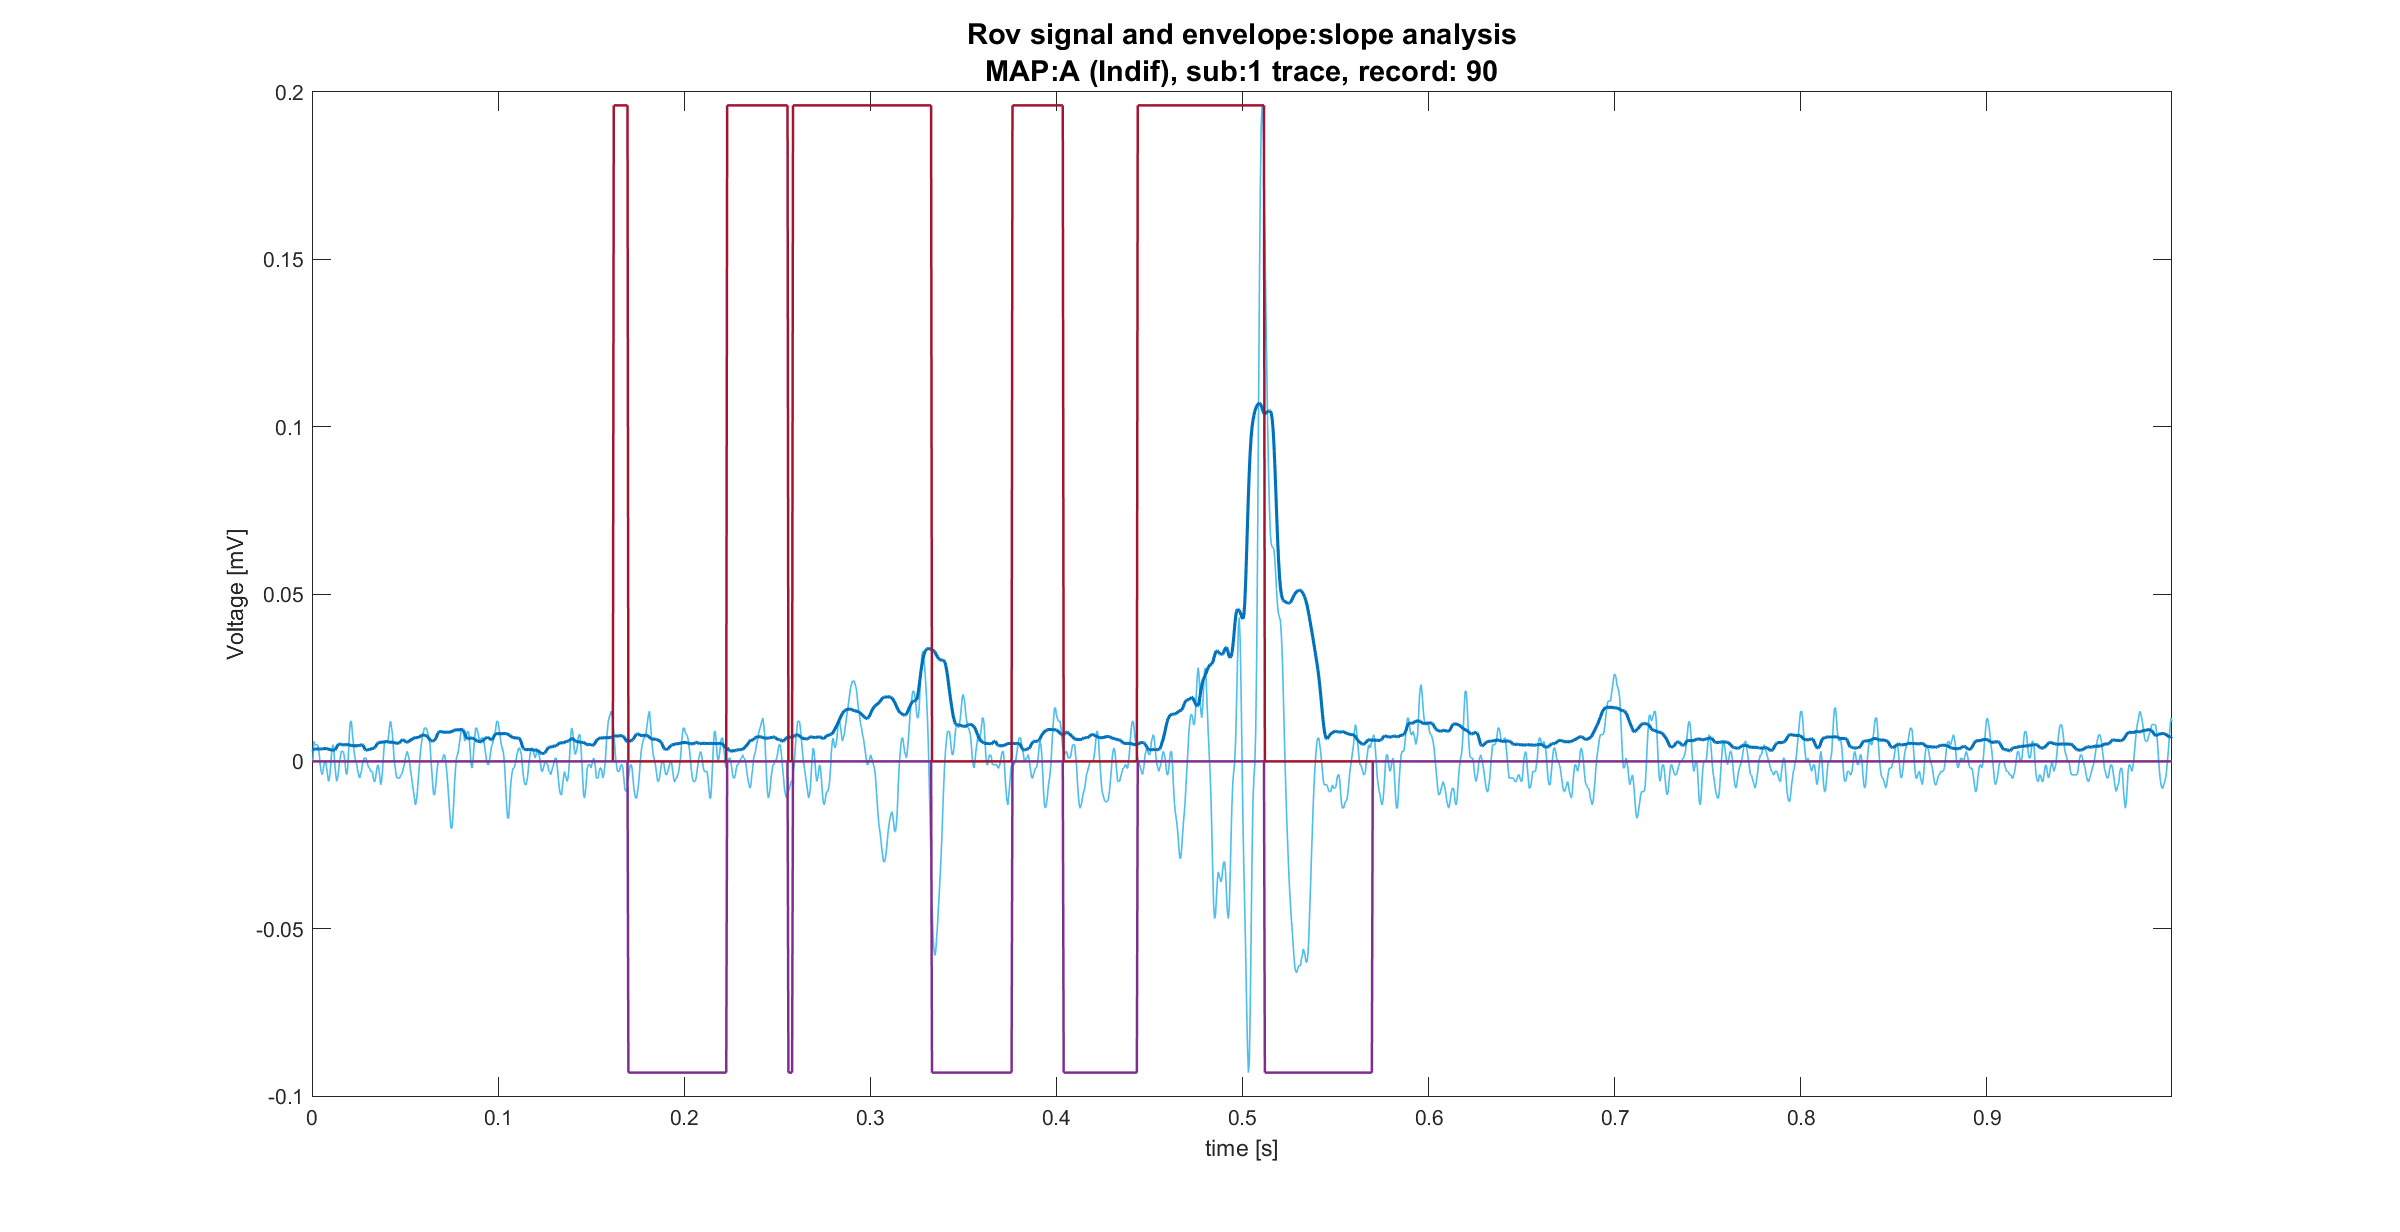 Rov signal and envelope:slope analysis
MAP:A (Indif), sub:1 trace, record: 90
0.2
0.15
0.1
0.05
0
-0.05
-0.1
Voltage [mV]
0 0.1 0.2 0.3 0.4 0.5 0.6 0.7 0.8 0.9
time [s]